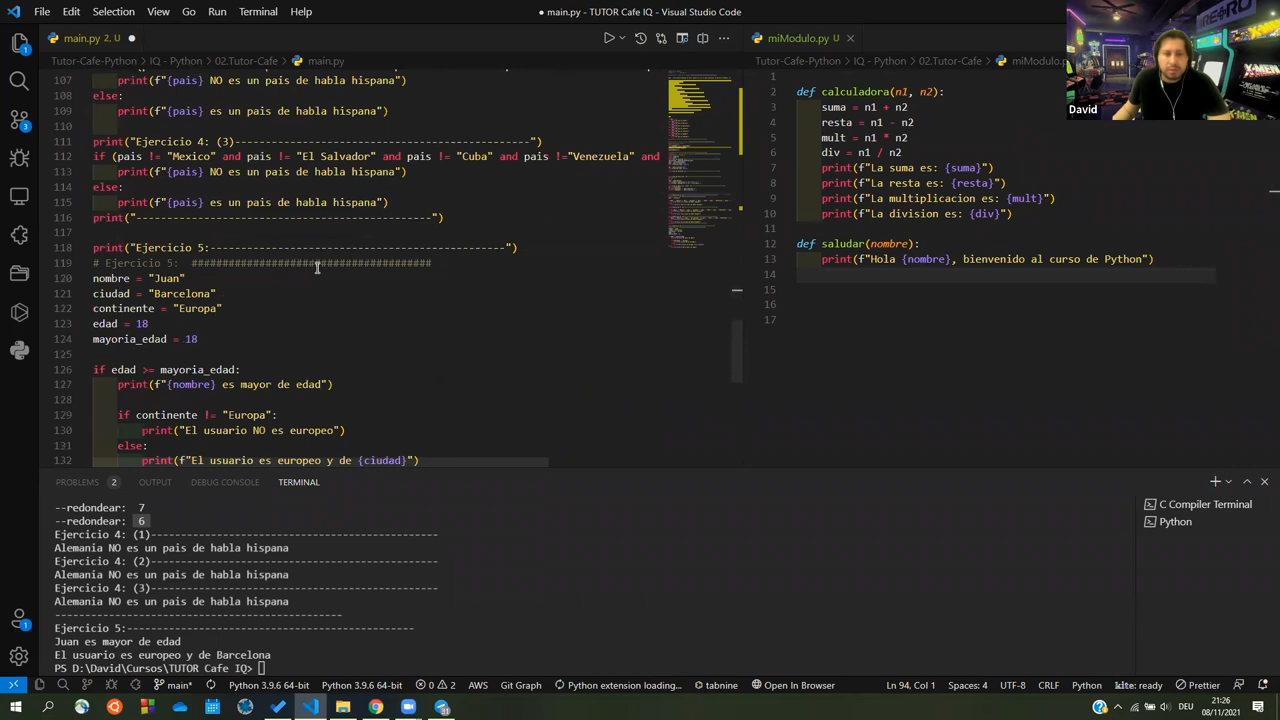 File Edit Selection View Go Run Terminal Help
● main.py - TUTOR Cafe IQ - Visual Studio Code
main.py 2, U ●
Tutor-Cafe-Python > IQ - Python > 02.Tutor-Cafe > main.py
107 print(f"{pais} NO es un pais de habla hispana")
108 else:
109 print(f"{pais} es un pais de habla hispana")
110
111 print("Ejercicio 4: (3)--------------------------------------------------")
112 if (pais != "Mexico" and pais != "El Salvador" and pais != "Cuba" and pais !="Venezuela" and
113 print(f"{pais} NO es un pais de habla hispana")
114 else:
115 print(f"{pais} es un pais de habla hispana")
116 print("--------------------------------------------------")
117
118 print("Ejercicio 5:--------------------------------------------------")
119 # Ejercicio 5: #######################################
120 nombre = "Juan"
121 ciudad = "Barcelona"
122 continente = "Europa"
123 edad = 18
124 mayoria_edad = 18
125
126 if edad >= mayoria_edad:
127 print(f"{nombre} es mayor de edad")
128
129 if continente != "Europa":
130 print("El usuario NO es europeo")
131 else:
132 print(f"El usuario es europeo y de {ciudad}")
miModulo.py U
Tutor-Cafe-Python > IQ - Python > 02.Tutor-Cafe > miModulo.p
1
2 def calculadora(n1, n2):
3 suma = n1 + n2
4 resta = n1 - n2
5 mult = n1 * n2
6 div = n1 / n2
7 print(f"La suma es: {suma}")
8 print(f"La resta es: {resta}")
9 print(f"La multiplicacion es: {mult}")
10 print(f"La division es: {div}")
11
12 def saludar(nombre):
13 print(f"Hola {nombre}, bienvenido al curso de Python")
14
15
16
17
David
RETRO
PROBLEMS 2 OUTPUT DEBUG CONSOLE TERMINAL
--redondear: 7
--redondear: 6
Ejercicio 4: (1)------------------------------------------------
Alemania NO es un pais de habla hispana
Ejercicio 4: (2)------------------------------------------------
Alemania NO es un pais de habla hispana
Ejercicio 4: (3)------------------------------------------------
Alemania NO es un pais de habla hispana
------------------------------------------------
Ejercicio 5:------------------------------------------------
Juan es mayor de edad
El usuario es europeo y de Barcelona
PS D:\David\Cursos\TUTOR Cafe IQ>
C Compiler Terminal
Python
main* Python 3.9.6 64-bit Python 3.9.6 64-bit 0 2 AWS Git Graph Python extension loading... tabnine Open In Browser Ln 94, Col 1 Spaces: 4 UTF-8 CRLF Python kite: ready Prettier
DEU
21:26
08/11/2021